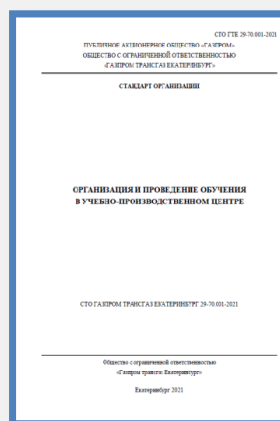 СТО ГТЕ 29-70.001-2021
ПУБЛИЧНОЕ АКЦИОНЕРНОЕ ОБЩЕСТВО «ГАЗПРОМ»
ОБЩЕСТВО С ОГРАНИЧЕННОЙ ОТВЕТСТВЕННОСТЬЮ
«ГАЗПРОМ ТРАНСГАЗ ЕКАТЕРИНБУРГ»
СТАНДАРТ ОРГАНИЗАЦИИ
ОРГАНИЗАЦИЯ И ПРОВЕДЕНИЕ ОБУЧЕНИЯ
В УЧЕБНО-ПРОИЗВОДСТВЕННОМ ЦЕНТРЕ
СТО ГАЗПРОМ ТРАНСГАЗ ЕКАТЕРИНБУРГ 29-70.001-2021
Общество с ограниченной ответственностью
«Газпром трансгаз Екатеринбург»
Екатеринбург 2021